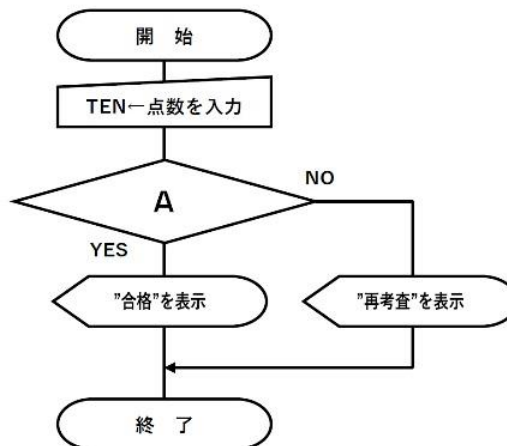 開　始
TEN←点数を入力
A
NO
YES
”合格”を表示
”再考査”を表示
終　了